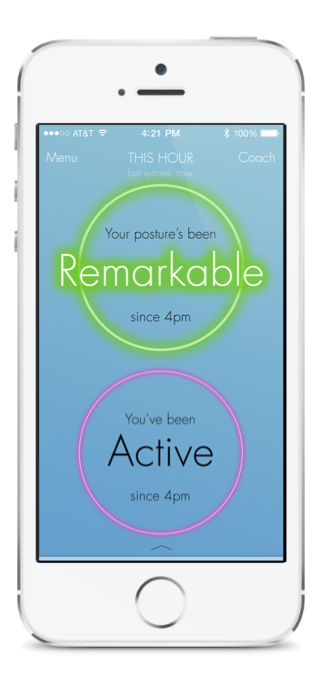 AT&T 4:21 PM 100%
Menu THIS HOUR Coach
last synced: now
Your posture's been
Remarkable
since 4pm
You've been
Active
since 4pm